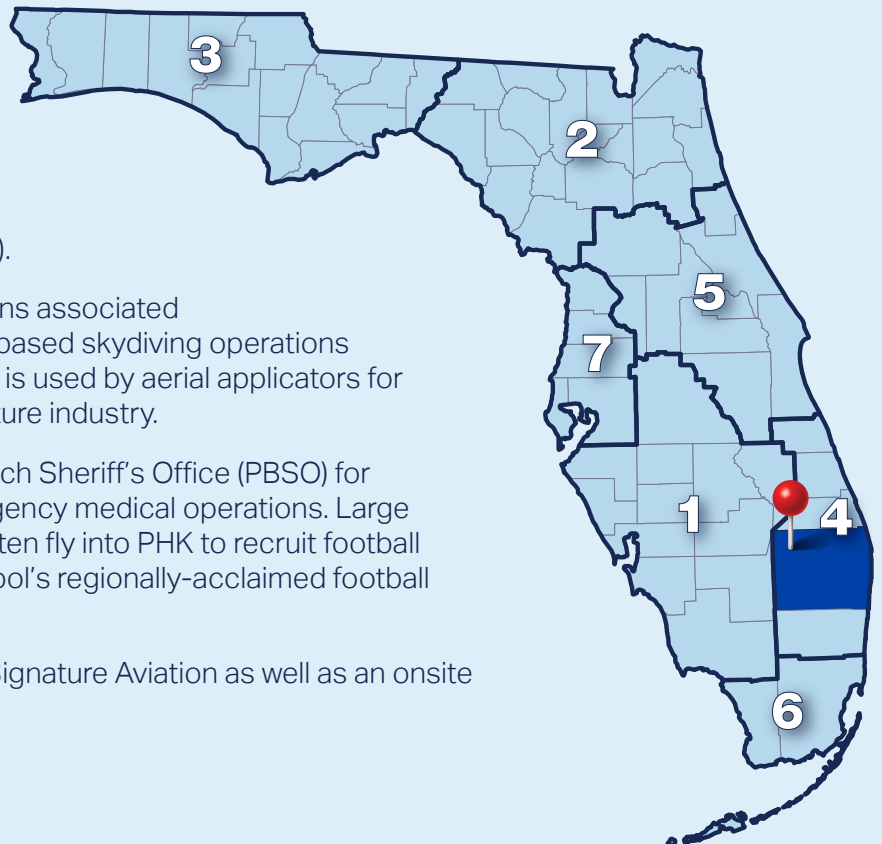 3
2
).
5
ns associated
based skydiving operations
7
is used by aerial applicators for
ture industry.
ch Sheriff's Office (PBSO) for
gency medical operations. Large
1
4
ten fly into PHK to recruit football
ool's regionally-acclaimed football
Signature Aviation as well as an onsite
6